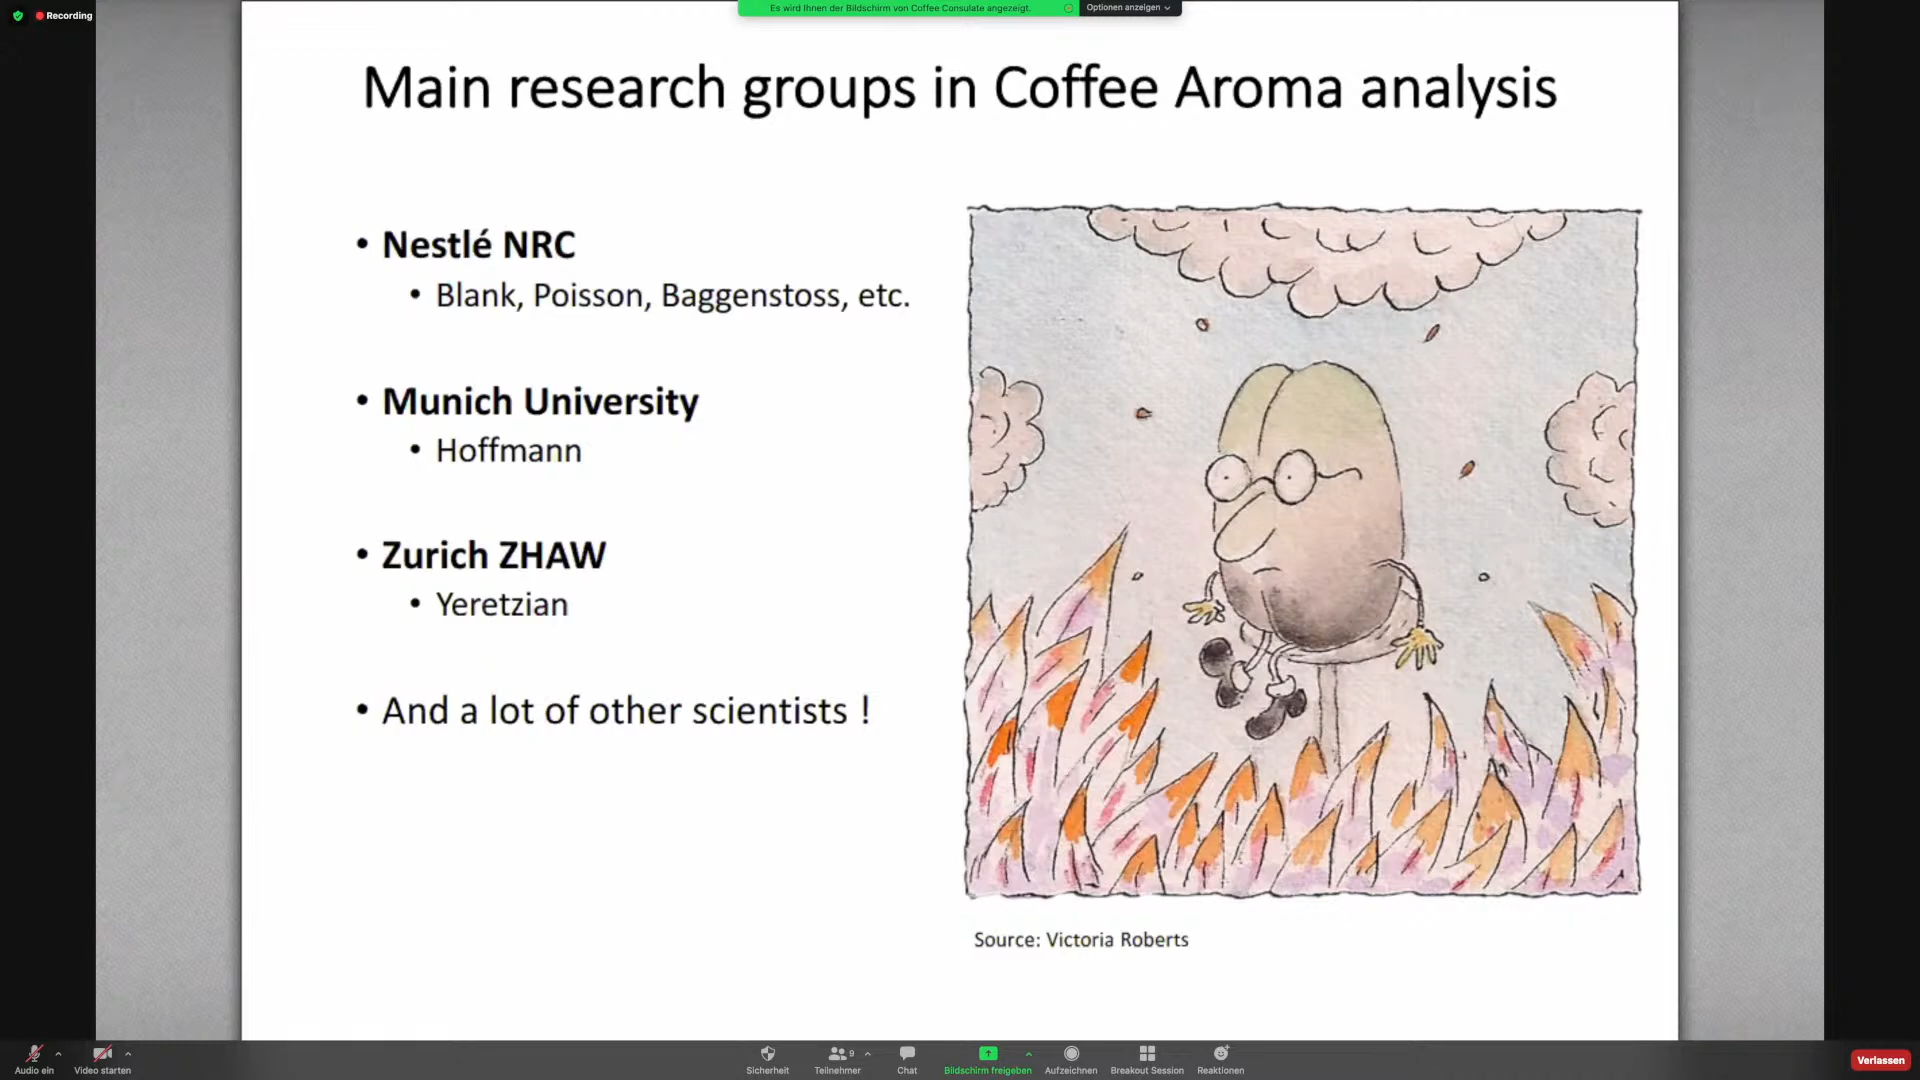 Recording
Es wird Ihnen der Bildschirm von Coffee Consulate angezeigt.
Optionen anzeigen
Main research groups in Coffee Aroma analysis
• Nestlé NRC
• Blank, Poisson, Baggenstoss, etc.
• Munich University
• Hoffmann
• Zurich ZHAW
• Yeretzian
• And a lot of other scientists !
Source: Victoria Roberts
Audio ein
Video starten
Sicherheit
9
Teilnehmer
Chat
Bildschirm freigeben
Aufzeichnen
Breakout Session
Reaktionen
Verlassen